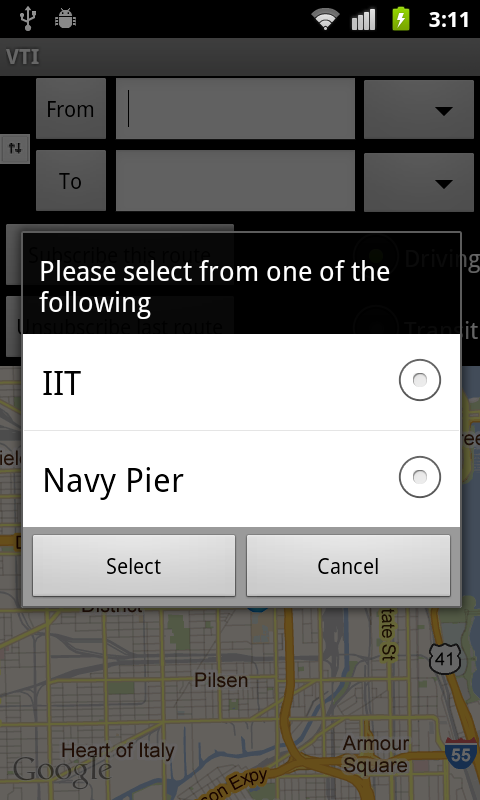 3:11
VTI
From
To
Subscribe this route
Driving
Unsubscribe last route
Transit
Please select from one of the
following
IIT
Navy Pier
Select
Cancel
District
State St
41
Pilsen
Heart of Italy
Armour
Square
55
Google
son Expy